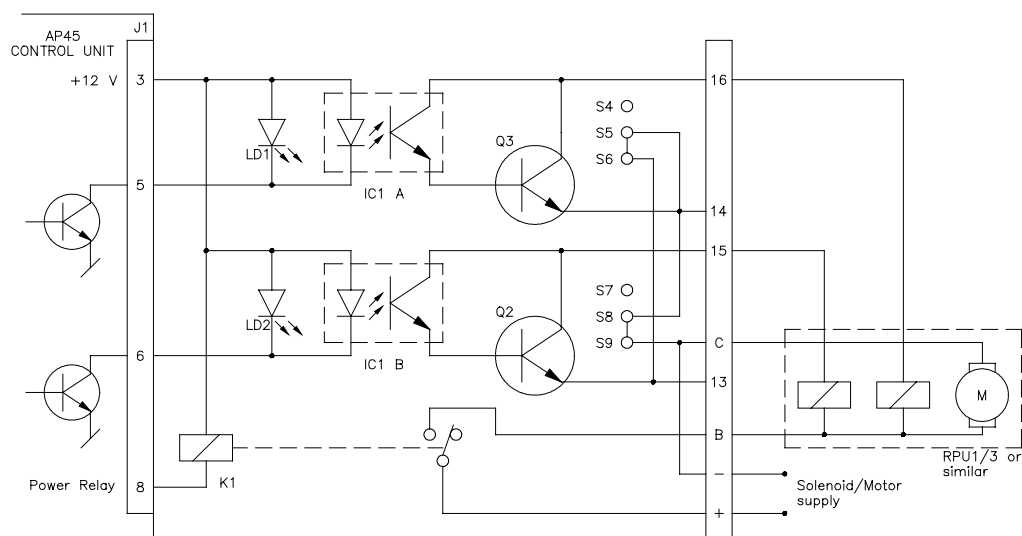 AP45
CONTROL UNIT
J1
+12 V
3
16
S4
S5
S6
Q3
LD1
IC1 A
5
14
15
S7
S8
S9
Q2
LD2
IC1 B
6
C
13
M
B
RPU1/3 or
similar
K1
Power Relay
8
-
Solenoid/Motor
supply
+